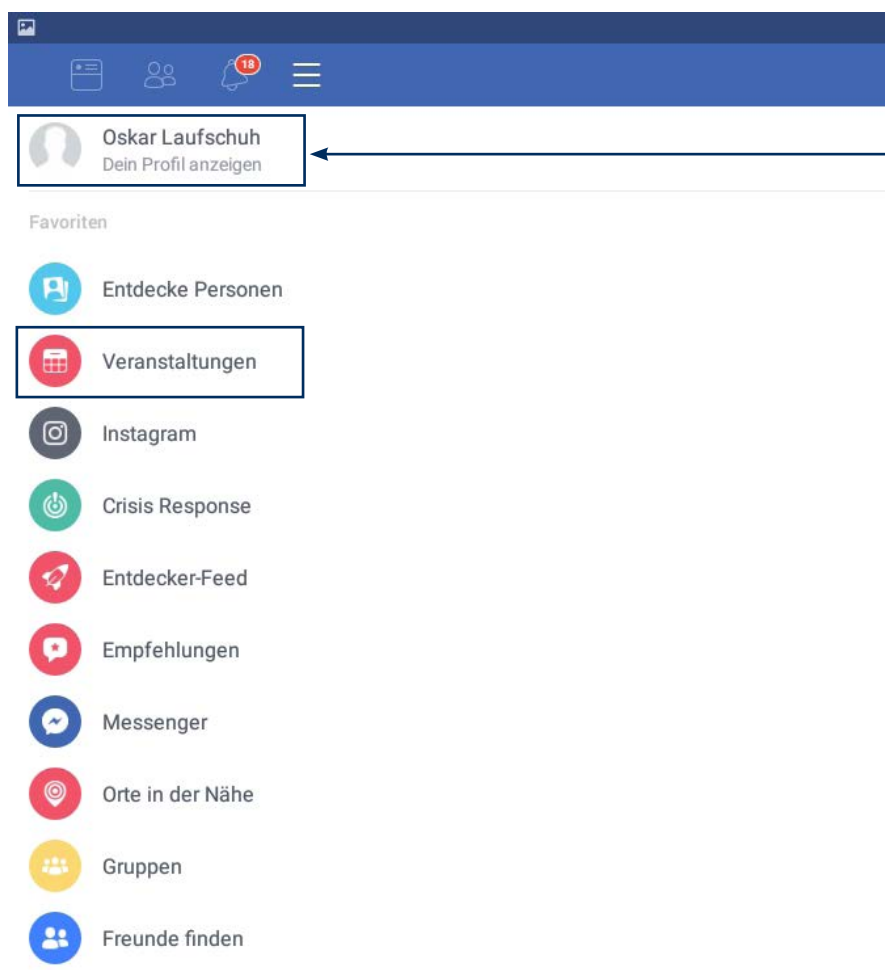 18
Oskar Laufschuh
Dein Profil anzeigen
Favoriten
Entdecke Personen
Veranstaltungen
Instagram
Crisis Response
Entdecker-Feed
Empfehlungen
Messenger
Orte in der Nähe
Gruppen
Freunde finden